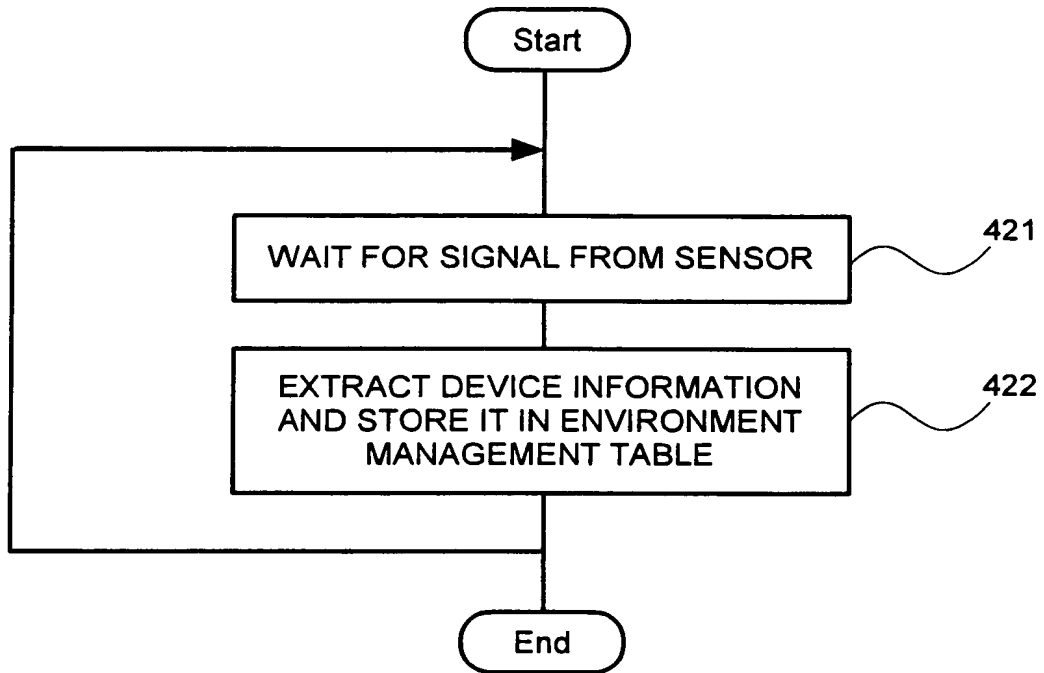 Start
WAIT FOR SIGNAL FROM SENSOR
421
EXTRACT DEVICE INFORMATION
AND STORE IT IN ENVIRONMENT
MANAGEMENT TABLE
422
End